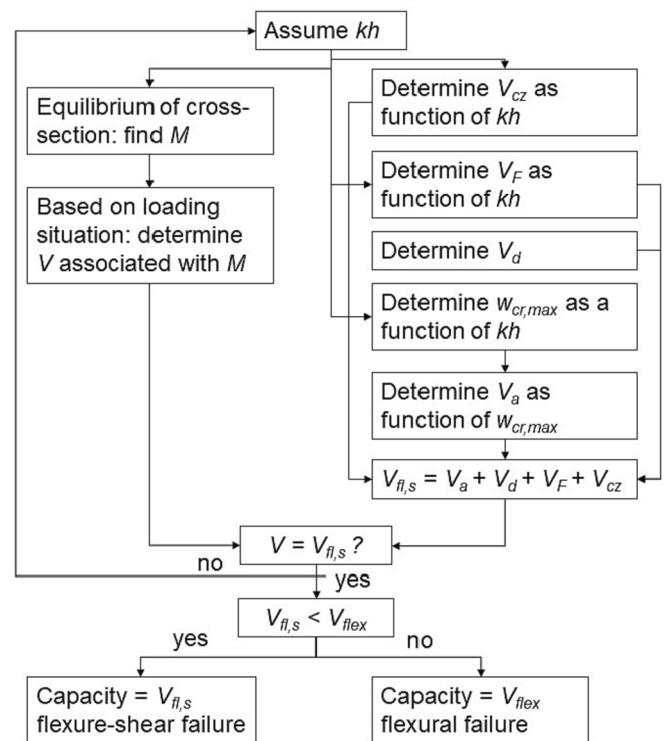 Assume kh
Equilibrium of cross-
section: find M
Based on loading
situation: determine
V associated with M
Determine Vcz as
function of kh
Determine VF as
function of kh
Determine Vd
Determine wcr,max as a
function of kh
Determine Va as
function of wcr,max
Vfl,s = Va + Vd + VF + Vcz
V = Vfl,s ?
no
yes
Vfl,s < Vflex
yes
no
Capacity = Vfl,s
flexure-shear failure
Capacity = Vflex
flexural failure